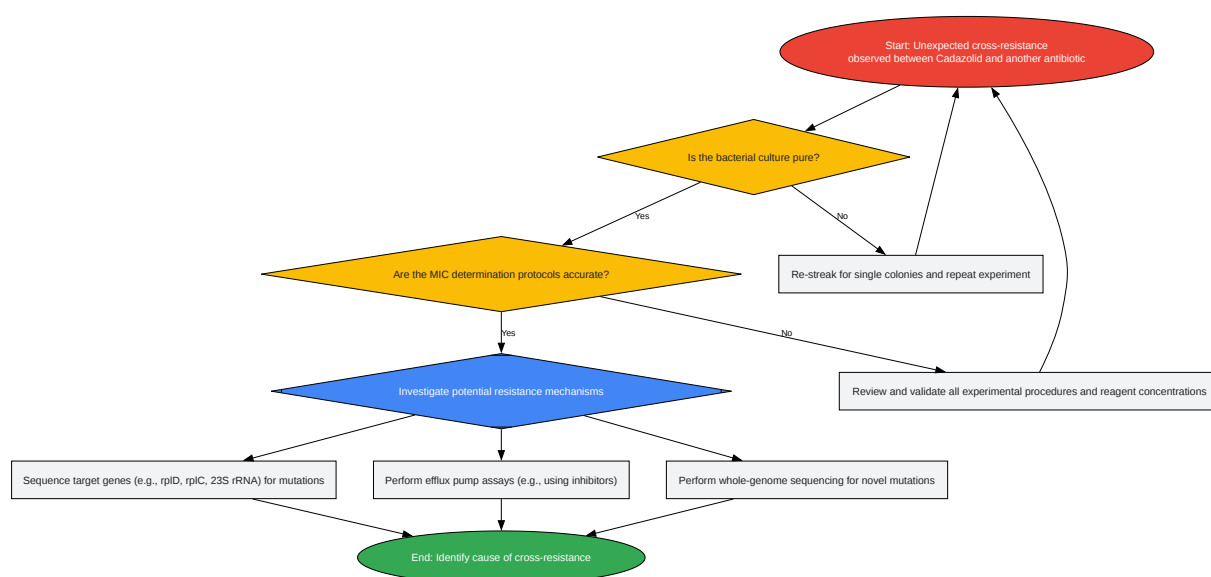 Start: Unexpected cross-resistance
observed between Cadazolid and another antibiotic
Is the bacterial culture pure?
Yes
No
Are the MIC determination protocols accurate?
Re-streak for single colonies and repeat experiment
Yes
No
Investigate potential resistance mechanisms
Review and validate all experimental procedures and reagent concentrations
Sequence target genes (e.g., rplD, rplC, 23S rRNA) for mutations
Perform efflux pump assays (e.g., using inhibitors)
Perform whole-genome sequencing for novel mutations
End: Identify cause of cross-resistance